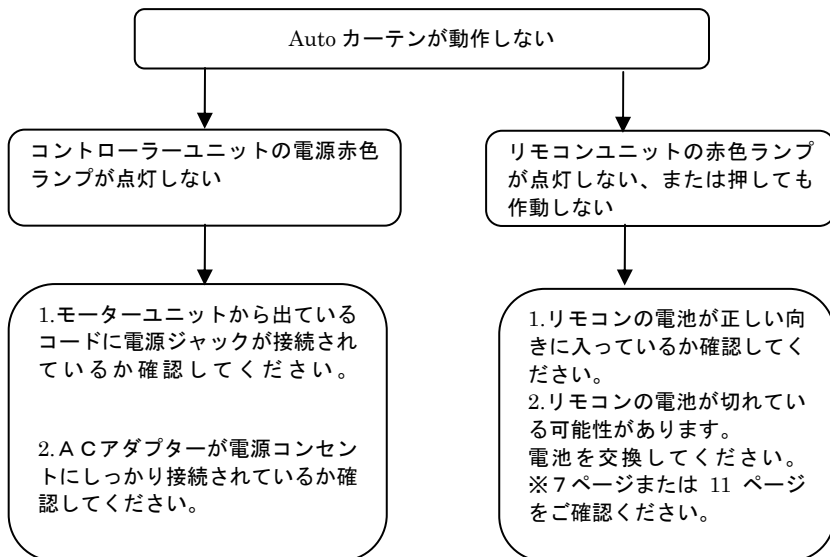 Auto カーテンが動作しない
コントローラーユニットの電源赤色
ランプが点灯しない
リモコンユニットの赤色ランプ
が点灯しない、または押しても
作動しない
1.モーターユニットから出ている
コードに電源ジャックが接続され
ているか確認してください。
2.ＡＣアダプターが電源コンセント
にしっかり接続されているか確
認してください。
1.リモコンの電池が正しい向
きに入っているか確認してく
ださい。
2.リモコンの電池が切れてい
る可能性があります。
電池を交換してください。
※７ページまたは 11 ページ
をご確認ください。